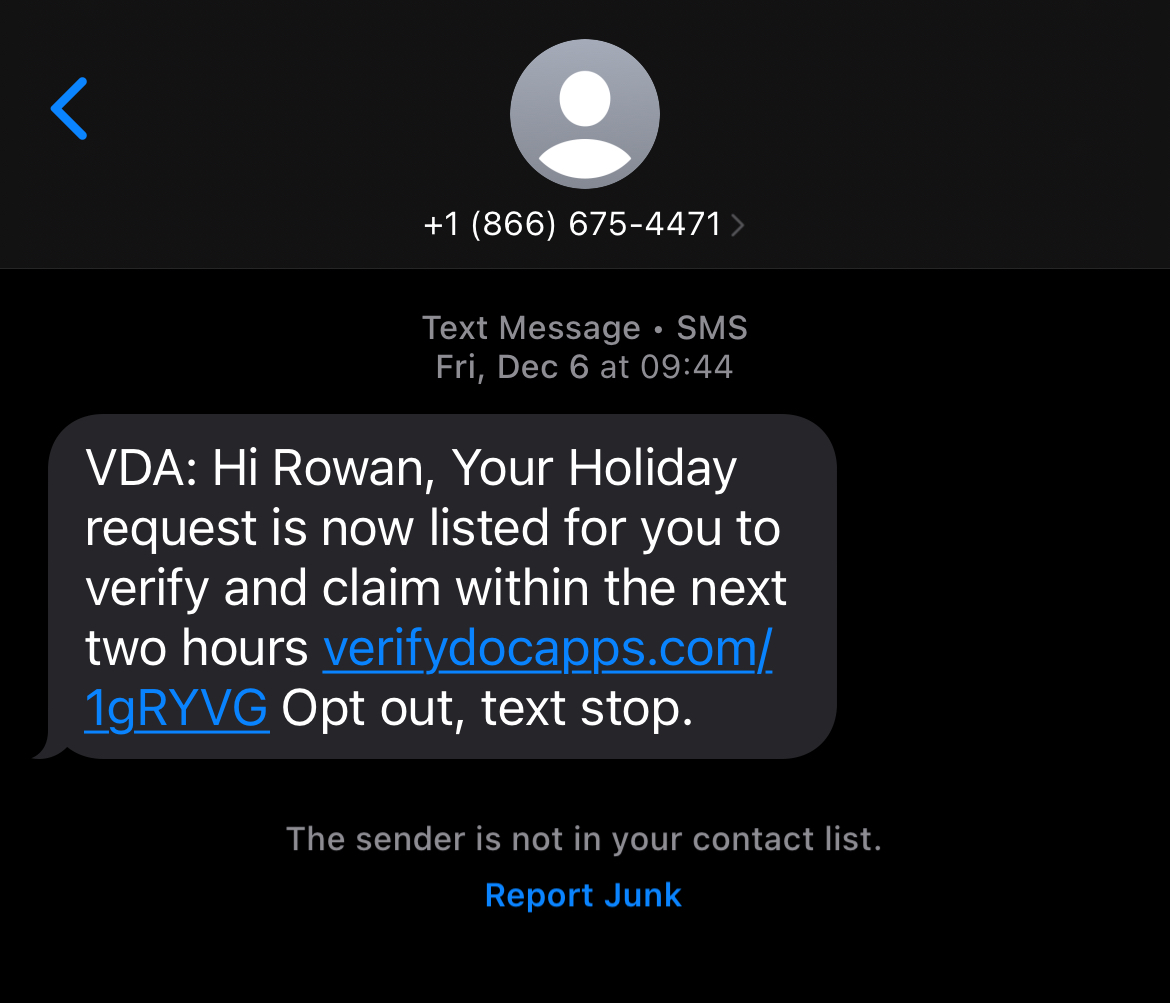 +1 (866) 675-4471
Text Message • SMS
Fri, Dec 6 at 09:44
VDA: Hi Rowan, Your Holiday
request is now listed for you to
verify and claim within the next
two hours verifydocapps.com/
1gRYVG Opt out, text stop.
The sender is not in your contact list.
Report Junk